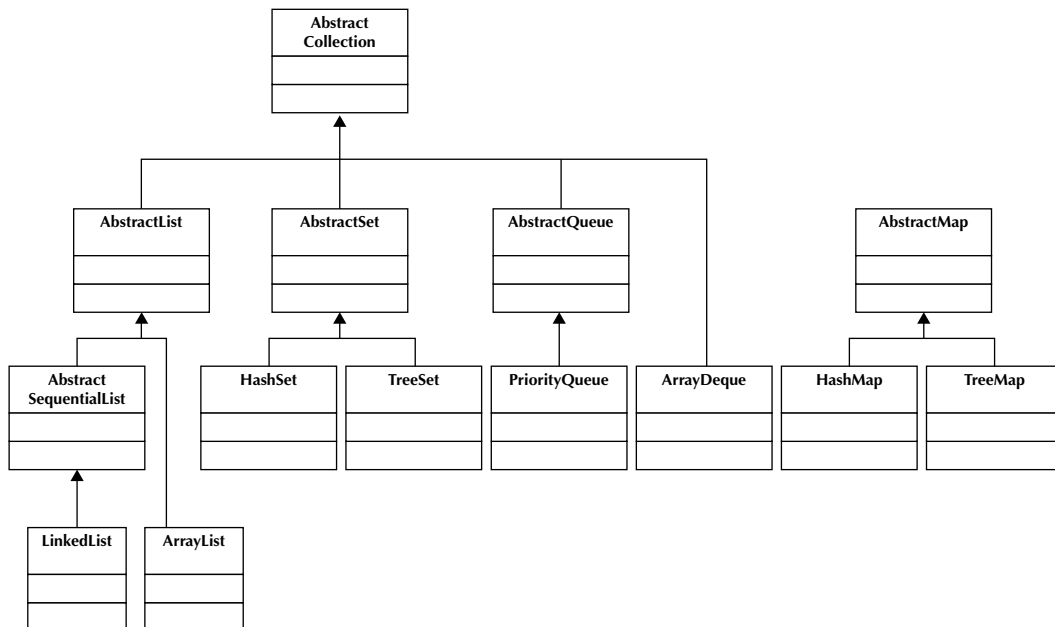 Abstract
Collection
AbstractList
AbstractSet
AbstractQueue
AbstractMap
Abstract
SequentialList
HashSet
TreeSet
PriorityQueue
ArrayDeque
HashMap
TreeMap
LinkedList
ArrayList